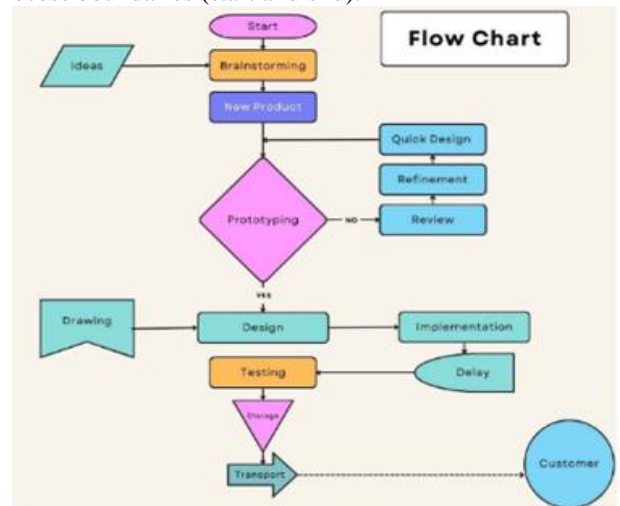 Start
Flow Chart
Ideas
Brainstorming
New Product
Quick Design
Refinement
Prototyping
NO
Review
YES
Drawing
Design
Implementation
Testing
Delay
Storage
Transport
Customer